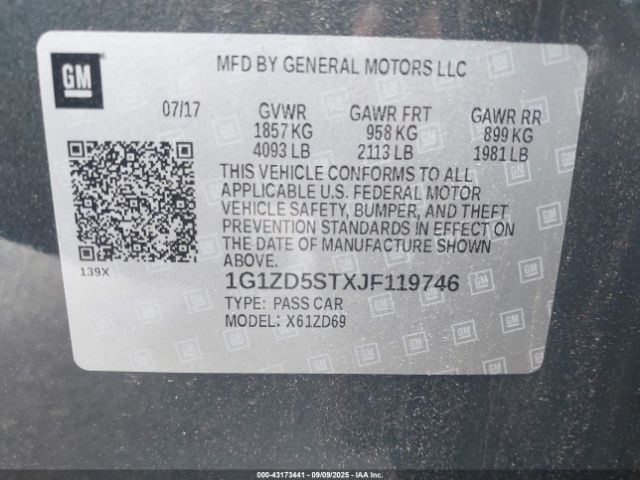 GM
MFD BY GENERAL MOTORS LLC
07/17 GVWR GAWR FRT GAWR RR
1857 KG 958 KG 899 KG
4093 LB 2113 LB 1981 LB
THIS VEHICLE CONFORMS TO ALL
APPLICABLE U.S. FEDERAL MOTOR
VEHICLE SAFETY, BUMPER, AND THEFT
PREVENTION STANDARDS IN EFFECT ON
THE DATE OF MANUFACTURE SHOWN
ABOVE.
139X
1G1ZD5STXJF119746
TYPE: PASS CAR
MODEL: X61ZD69
000-43173441 - 09/09/2025 - © IAA, Inc.